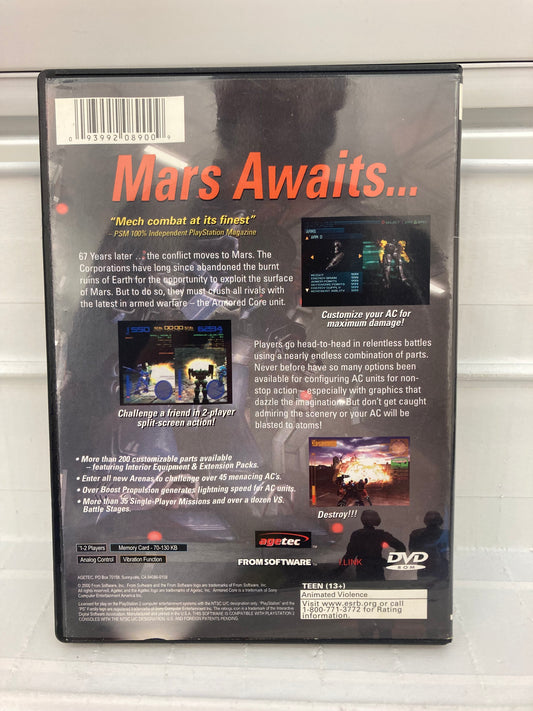 0 93992 08900 9
Mars Awaits...
"Mech combat at its finest"
– PSM 100% Independent PlayStation Magazine
67 Years later ... the conflict moves to Mars. The
Corporations have long since abandoned the burnt
ruins of Earth for the opportunity to exploit the surface
of Mars. But to do so, they must crush all rivals with
the latest in armed warfare – the Armored Core unit.
Customize your AC for
maximum damage!
Players go head-to-head in relentless battles
using a nearly endless combination of parts.
Never before have so many options been
available for configuring AC units for non-
stop action – especially with graphics that
dazzle the imagination. But don't get caught
admiring the scenery or your AC will be
blasted to atoms!
Challenge a friend in 2-player
split-screen action!
• More than 200 customizable parts available
– featuring Interior Equipment & Extension Packs.
• Enter all new Arenas to challenge over 45 menacing AC's.
• Over Boost Propulsion generates lightning speed for AC units.
• More than 35 Single-Player Missions and over a dozen VS.
Battle Stages.
Destroy!!!
1-2 Players
Memory Card - 70-130 KB
Analog Control
Vibration Function
agetec™
FROMSOFTWARE
i.LINK
DVD
ROM
AGETEC, PO Box 70158, Sunnyvale, CA 94086-0158
TEEN (13+)
Animated Violence
Visit www.esrb.org or call
1-800-771-3772 for Rating
Information.